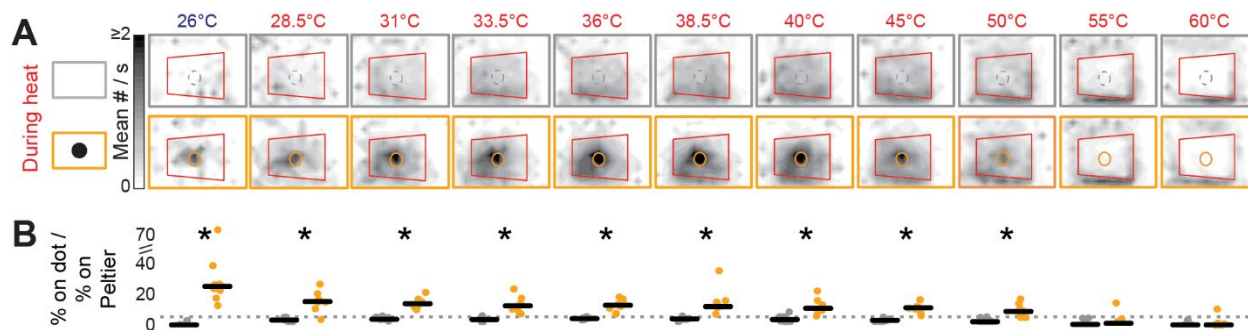 26°C 28.5°C 31°C 33.5°C 36°C 38.5°C 40°C 45°C 50°C 55°C 60°C
A
During heat
Mean # / s
≥2
0
B
% on dot /
% on
Peltier
70
40
20
0
* * * * * * * * *